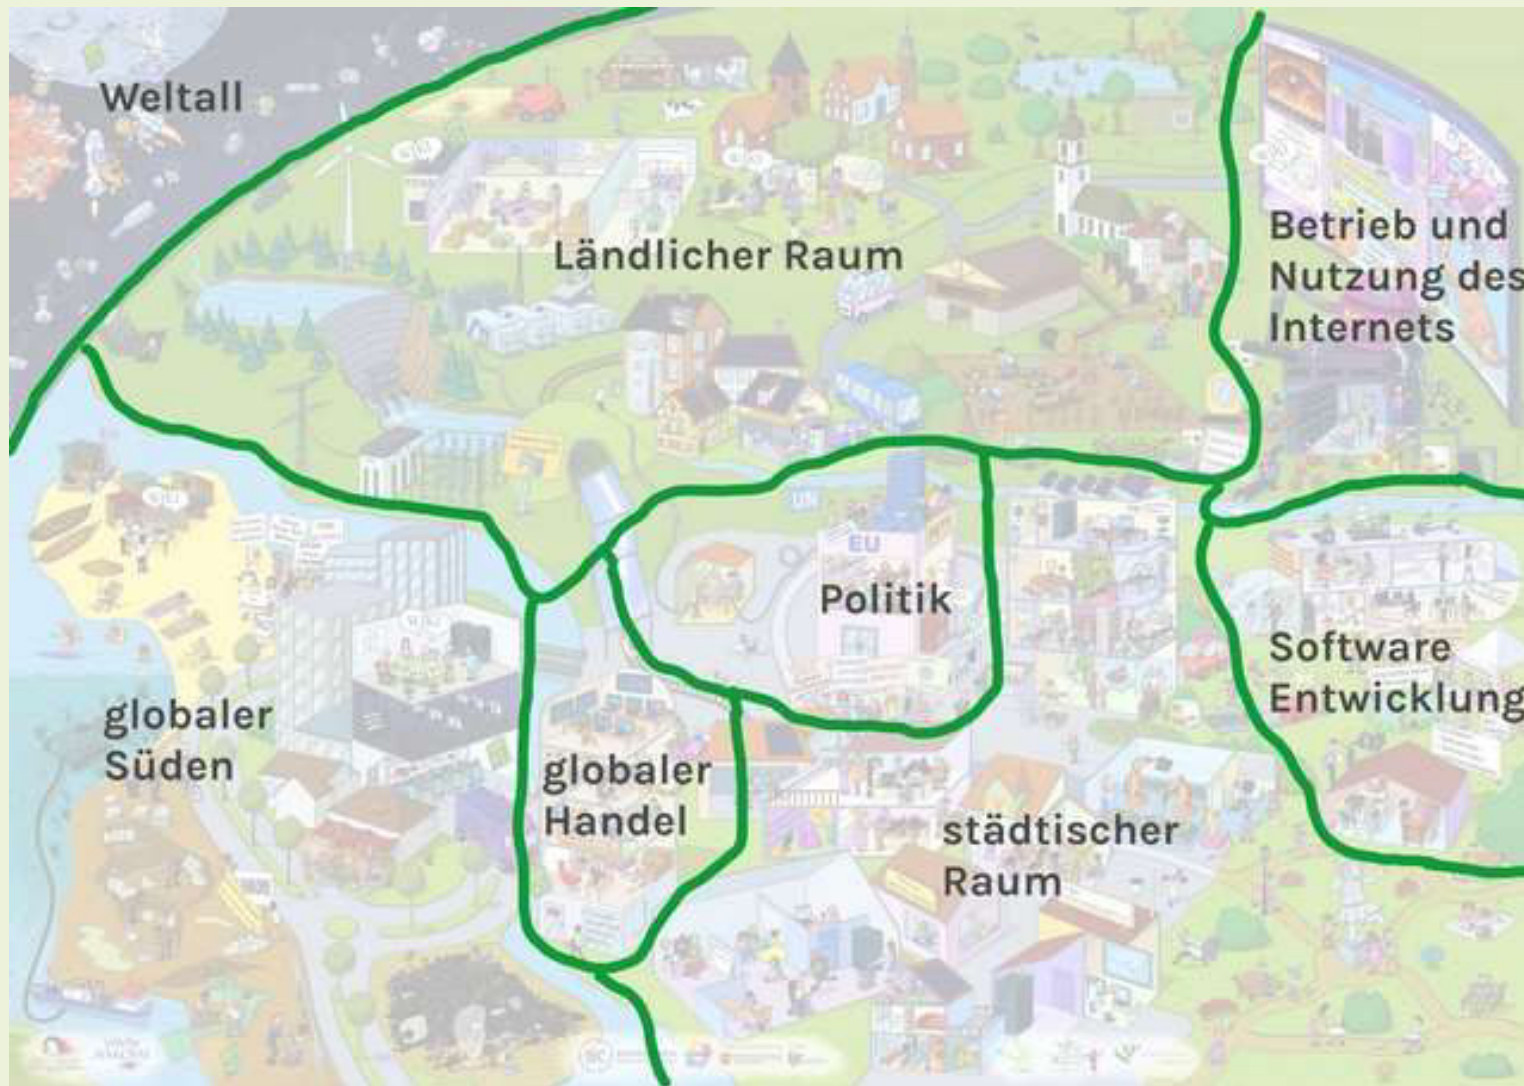 Weltall
Ländlicher Raum
Betrieb und
Nutzung des
Internets
UN
EU
Politik
Software
Entwicklung
globaler
Süden
globaler
Handel
städtischer
Raum